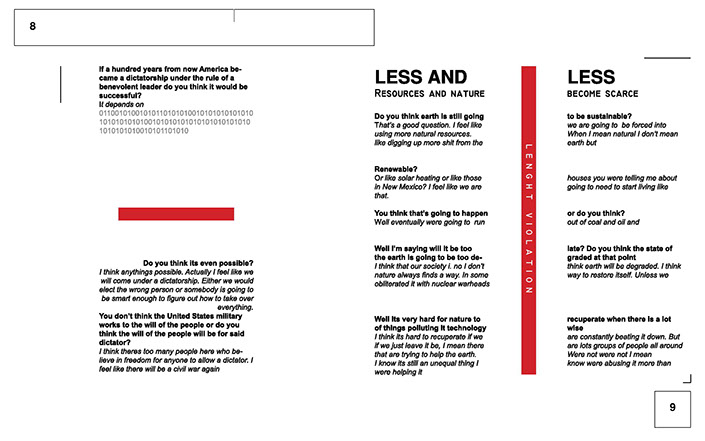 8
If a hundred years from now America be-
came a dictatorship under the rule of a
benevolent leader do you think it would be
successful?
It depends on
0110010100101101010100101010101010101
1010101010100101010101010101010101010
1010101010010101101010
Do you think its even possible?
I think anythings possible. Actually I feel like we
will come under a dictatorship. Either we would
elect the wrong person or somebody is going to
be smart enough to figure out how to take over
everything.
You don't think the United States military
works to the will of the people or do you
think the will of the people will be for said
dictator?
I think theres too many people here who be-
lieve in freedom for anyone to allow a dictator. I
feel like there will be a civil war again
LESS AND
Resources and nature
Do you think earth is still going
That's a good question. I feel like
using more natural resources.
like digging up more shit from the
Renewable?
Or like solar heating or like those
in New Mexico? I feel like we are
that.
You think that's going to happen
Well eventually were going to run
Well I'm saying will it be too
the earth is going to be too de-
I think that our society i. no I don't
nature always finds a way. In some
obliterated it with nuclear warheads
Well Its very hard for nature to
of things polluting it technology
I think its hard to recuperate if we
if we just leave it be, I mean there
that are trying to help the earth.
I know its still an unequal thing I
were helping it
LENGHT VIOLATION
LESS
become scarce
to be sustainable?
we are going to be forced into
When I mean natural I don't mean
earth but
houses you were telling me about
going to need to start living like
or do you think?
out of coal and oil and
late? Do you think the state of
graded at that point
think earth will be degraded. I think
way to restore itself. Unless we
recuperate when there is a lot
wise
are constantly beating it down. But
are lots of groups of people all around
Were not were not I mean
know were abusing it more than
9